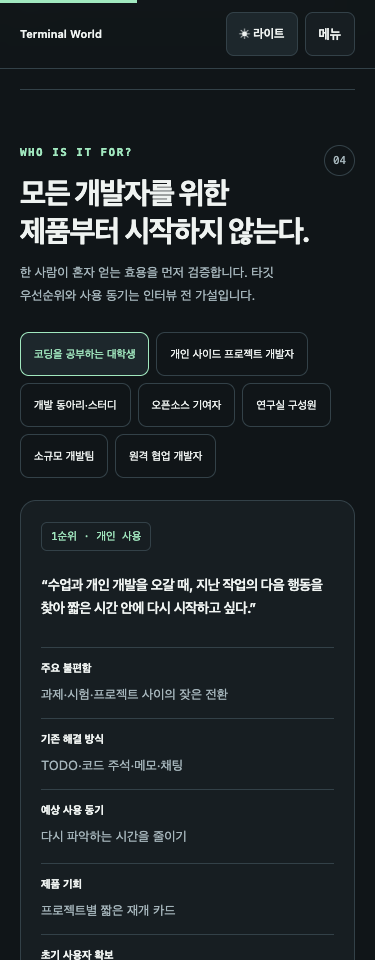 Terminal World
☀ 라이트
메뉴
WHO IS IT FOR?
04
모든 개발자를 위한
제품부터 시작하지 않는다.
한 사람이 혼자 얻는 효용을 먼저 검증합니다. 타깃
우선순위와 사용 동기는 인터뷰 전 가설입니다.
코딩을 공부하는 대학생
개인 사이드 프로젝트 개발자
개발 동아리·스터디
오픈소스 기여자
연구실 구성원
소규모 개발팀
원격 협업 개발자
1순위 · 개인 사용
“수업과 개인 개발을 오갈 때, 지난 작업의 다음 행동을
찾아 짧은 시간 안에 다시 시작하고 싶다.”
주요 불편함
과제·시험·프로젝트 사이의 잦은 전환
기존 해결 방식
TODO·코드 주석·메모·채팅
예상 사용 동기
다시 파악하는 시간을 줄이기
제품 기회
프로젝트별 짧은 재개 카드
초기 사용자 확보